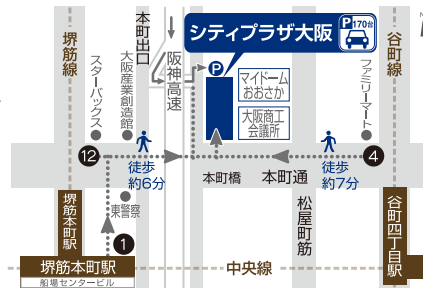 シティプラザ大阪
P 170台
堺筋線
本町出口
阪神高速
谷町線
スターバックス
大阪産業創造館
P
マイドーム
おおさか
大阪商工
会議所
ファミリーマート
12
徒歩
約6分
本町橋
本町通
徒歩
約7分
4
東警察
堺筋本町駅
松屋町筋
谷町四丁目駅
1
堺筋本町駅
船場センタービル
中央線